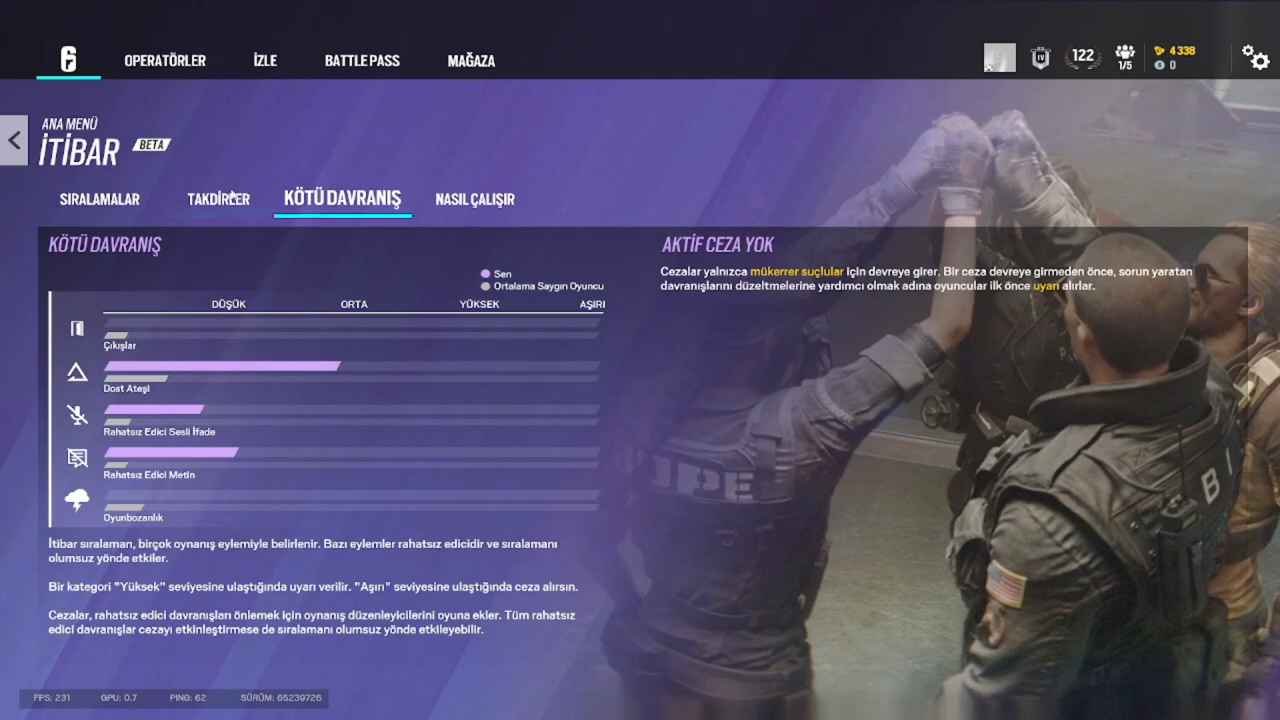 OPERATÖRLER
İZLE
BATTLE PASS
MAĞAZA
IV
122
1/5
4 338
0
ANA MENÜ
İTİBAR BETA
SIRALAMALAR
TAKDİRLER
KÖTÜ DAVRANIŞ
NASIL ÇALIŞIR
KÖTÜ DAVRANIŞ
Sen
Ortalama Saygın Oyuncu
DÜŞÜK ORTA YÜKSEK AŞIRI
Çıkışlar
Dost Ateşi
Rahatsız Edici Sesli İfade
Rahatsız Edici Metin
Oyunbozanlık
İtibar sıralaman, birçok oynanış eylemiyle belirlenir. Bazı eylemler rahatsız edicidir ve sıralamanı
olumsuz yönde etkiler.
Bir kategori "Yüksek" seviyesine ulaştığında uyarı verilir. "Aşırı" seviyesine ulaştığında ceza alırsın.
Cezalar, rahatsız edici davranışları önlemek için oynanış düzenleyicilerini oyuna ekler. Tüm rahatsız
edici davranışlar cezayı etkinleştirmese de sıralamanı olumsuz yönde etkileyebilir.
AKTİF CEZA YOK
Cezalar yalnızca mükerrer suçlular için devreye girer. Bir ceza devreye girmeden önce, sorun yaratan
davranışlarını düzeltmelerine yardımcı olmak adına oyuncular ilk önce uyarı alırlar.
FPS: 231 GPU: 0.7 PING: 62 SÜRÜM: 65239726